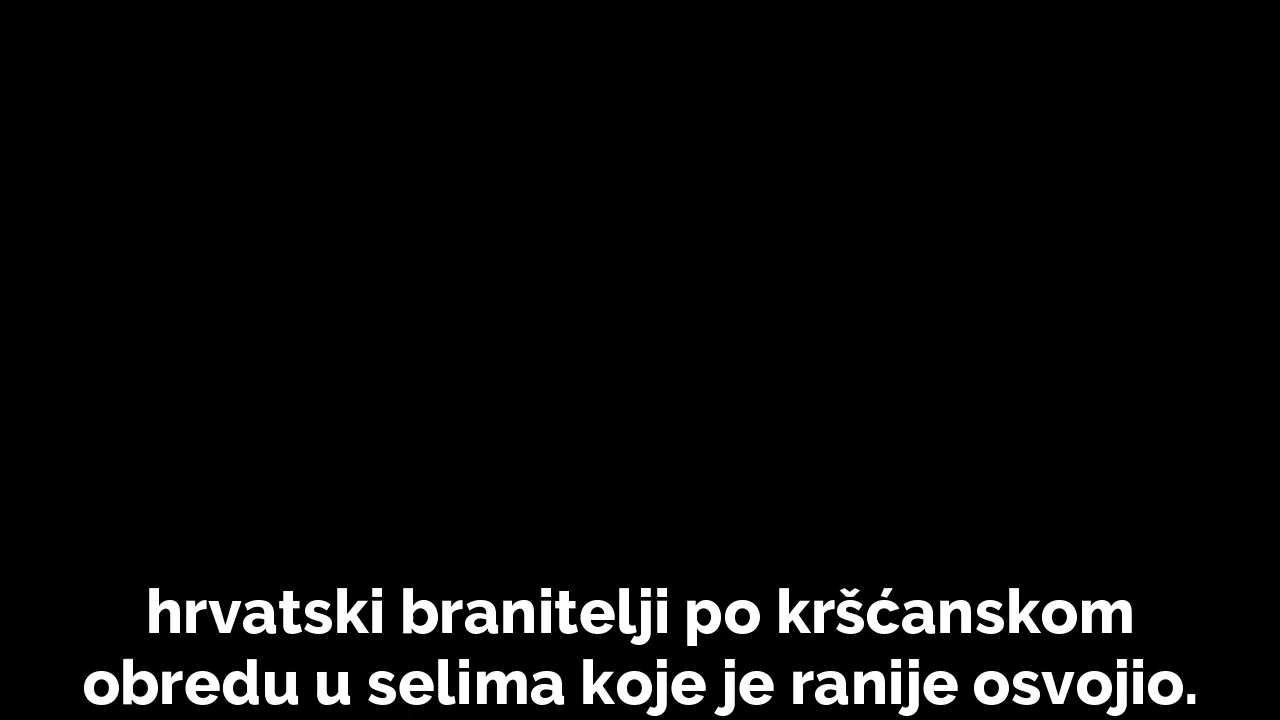 hrvatski branitelji po kršćanskom
obredu u selima koje je ranije osvojio.